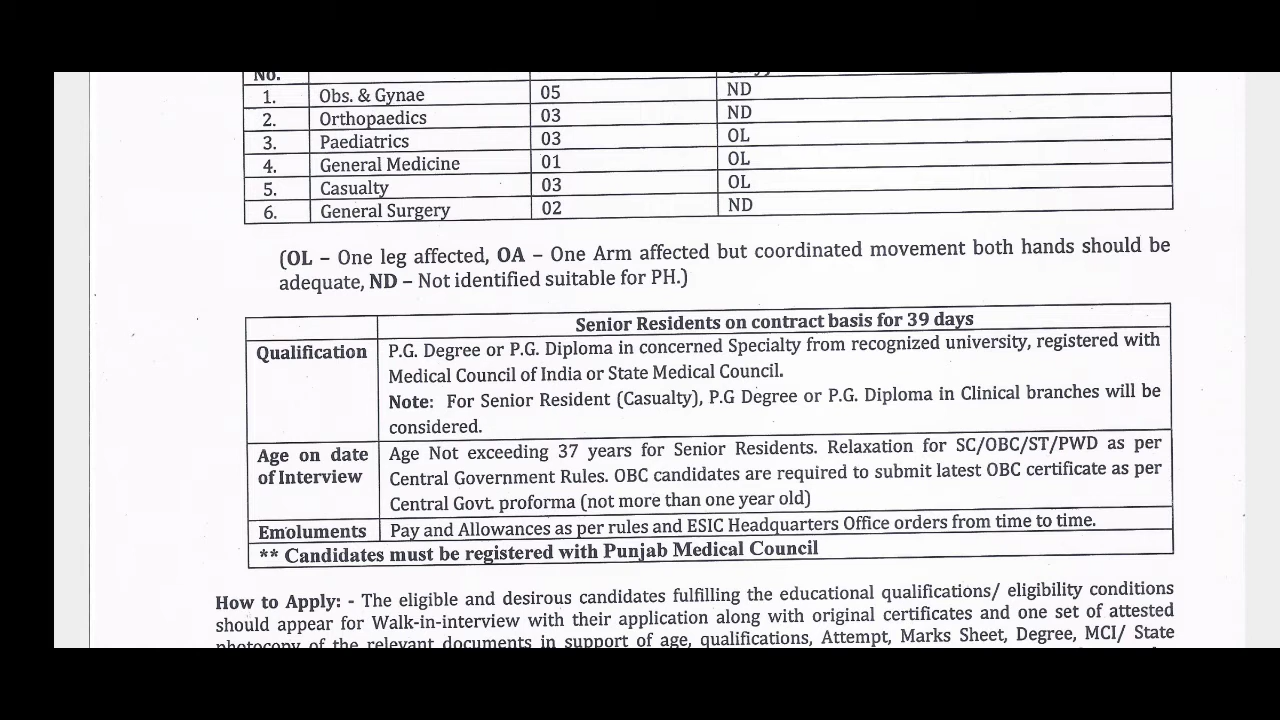 No.
1. Obs. & Gynae 05 ND
2. Orthopaedics 03 ND
3. Paediatrics 03 OL
4. General Medicine 01 OL
5. Casualty 03 OL
6. General Surgery 02 ND
(OL – One leg affected, OA – One Arm affected but coordinated movement both hands should be
adequate, ND – Not identified suitable for PH.)
Senior Residents on contract basis for 39 days
Qualification P.G. Degree or P.G. Diploma in concerned Specialty from recognized university, registered with
Medical Council of India or State Medical Council.
Note: For Senior Resident (Casualty), P.G Degree or P.G. Diploma in Clinical branches will be
considered.
Age on date Age Not exceeding 37 years for Senior Residents. Relaxation for SC/OBC/ST/PWD as per
of Interview Central Government Rules. OBC candidates are required to submit latest OBC certificate as per
Central Govt. proforma (not more than one year old)
Emoluments Pay and Allowances as per rules and ESIC Headquarters Office orders from time to time.
** Candidates must be registered with Punjab Medical Council
How to Apply: - The eligible and desirous candidates fulfilling the educational qualifications/ eligibility conditions
should appear for Walk-in-interview with their application along with original certificates and one set of attested
photocopy of the relevant documents in support of age, qualifications, Attempt, Marks Sheet, Degree, MCI/ State